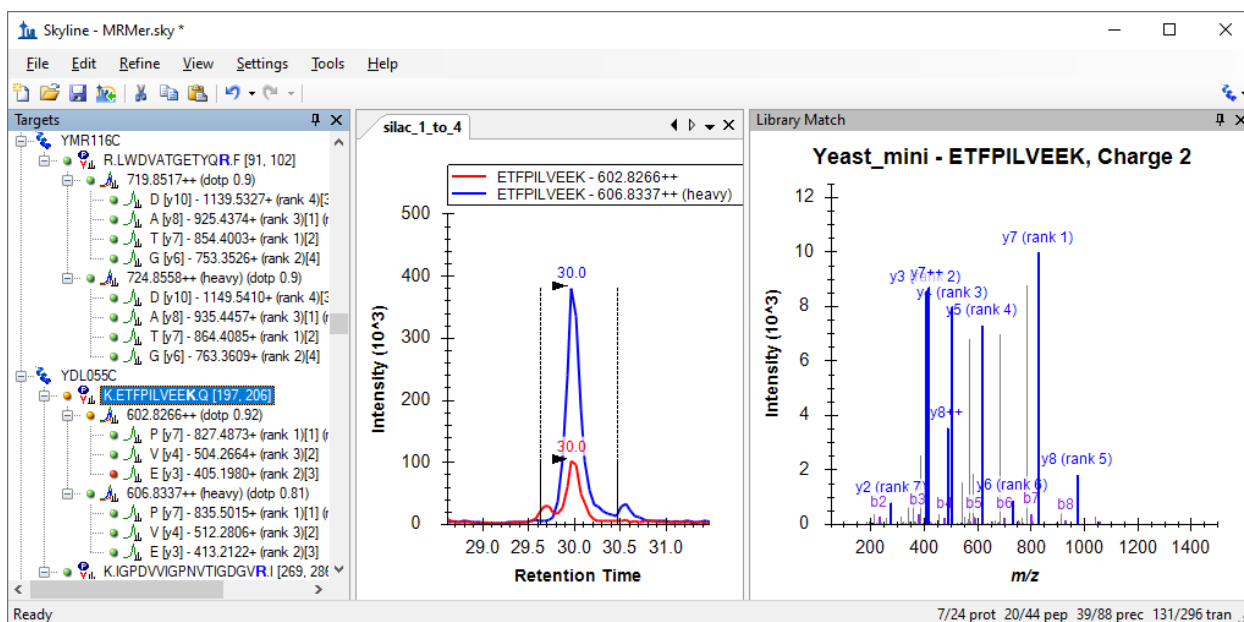 Skyline - MRMer.sky *
File Edit Refine View Settings Tools Help
Targets
YMR116C
R.LWDVATGETYQR.F [91, 102]
719.8517++ (dotp 0.9)
D [y10] - 1139.5327+ (rank 4)[3
A [y8] - 925.4374+ (rank 3)[1] (r
T [y7] - 854.4003+ (rank 1)[2]
G [y6] - 753.3526+ (rank 2)[4]
724.8558++ (heavy) (dotp 0.9)
D [y10] - 1149.5410+ (rank 4)[3
A [y8] - 935.4457+ (rank 3)[1] (r
T [y7] - 864.4085+ (rank 1)[2]
G [y6] - 763.3609+ (rank 2)[4]
YDL055C
K.ETFPILVEEK.Q [197, 206]
602.8266++ (dotp 0.92)
P [y7] - 827.4873+ (rank 1)[1] (r
V [y4] - 504.2664+ (rank 3)[2]
E [y3] - 405.1980+ (rank 2)[3]
606.8337++ (heavy) (dotp 0.81)
P [y7] - 835.5015+ (rank 1)[1] (r
V [y4] - 512.2806+ (rank 3)[2]
E [y3] - 413.2122+ (rank 2)[3]
K.IGPDVVIGPNVTIGDGVR.I [269, 286
silac_1_to_4
ETFPILVEEK - 602.8266++
ETFPILVEEK - 606.8337++ (heavy)
500
400
300
200
100
0
Intensity (10^3)
30.0
30.0
29.0 29.5 30.0 30.5 31.0
Retention Time
Library Match
Yeast_mini - ETFPILVEEK, Charge 2
12
10
8
6
4
2
0
Intensity (10^3)
y7 (rank 1)
y7++
y3 (rank 2)
y4 (rank 3)
y5 (rank 4)
y8++
y8 (rank 5)
y2 (rank 7)
y6 (rank 6)
b2 b3 b4 b5 b6 b7 b8
200 400 600 800 1000 1200 1400
m/z
Ready
7/24 prot 20/44 pep 39/88 prec 131/296 tran